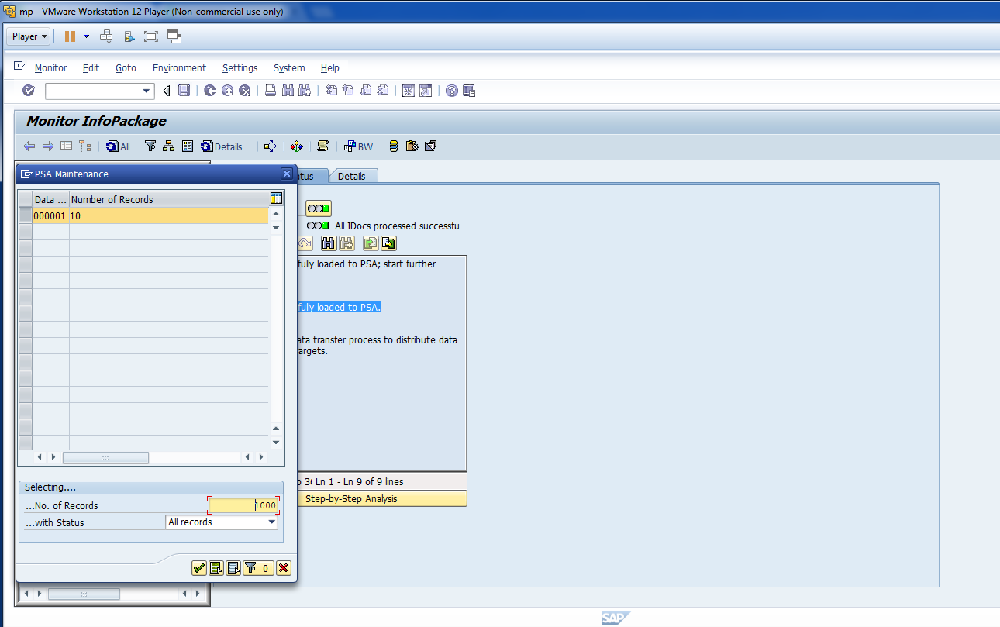 mp - VMware Workstation 12 Player (Non-commercial use only)
Player
Monitor Edit Goto Environment Settings System Help
Monitor InfoPackage
All Details BW
PSA Maintenance
Data ... Number of Records
000001 10
Selecting....
...No. of Records 1000
...with Status All records
0
atus Details
All IDocs processed successfu...
fully loaded to PSA; start further
fully loaded to PSA.
ata transfer process to distribute data
targets.
Ln 1 - Ln 9 of 9 lines
Step-by-Step Analysis
SAP